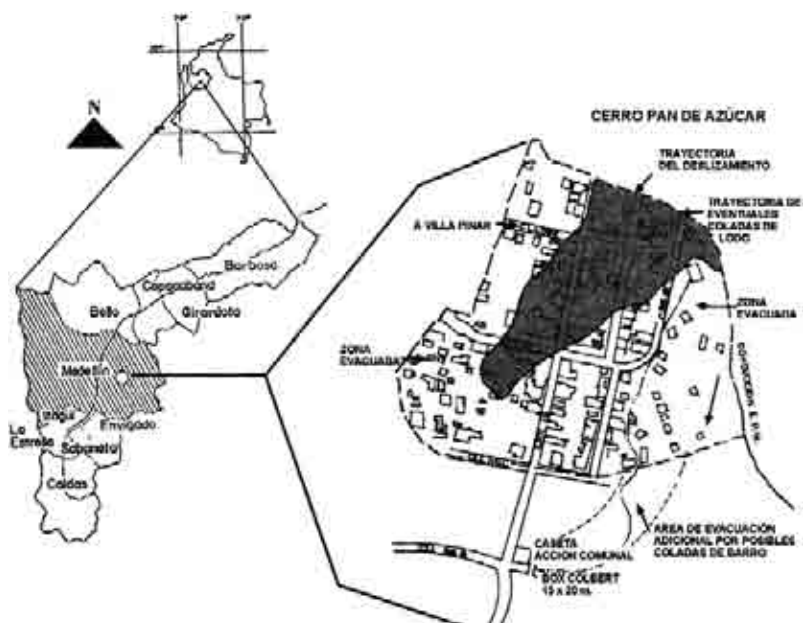 N
Barbosa
Copacabana
Girardota
Bello
Medellín
Itagüí
Envigado
La
Estrella
Sabaneta
Caldas
CERRO PAN DE AZÚCAR
TRAYECTORIA
DEL DESLIZAMIENTO
TRAYECTORIA DE
EVENTUALES
COLADAS DE
LODO
A VILLA PINAR
ZONA
EVACUADA
ZONA
EVACUADA
E.P.M.
CASETA
ACCION COMUNAL
BOX COLBERT
15 x 20 m.
AREA DE EVACUACIÓN
ADICIONAL POR POSIBLES
COLADAS DE BARRO